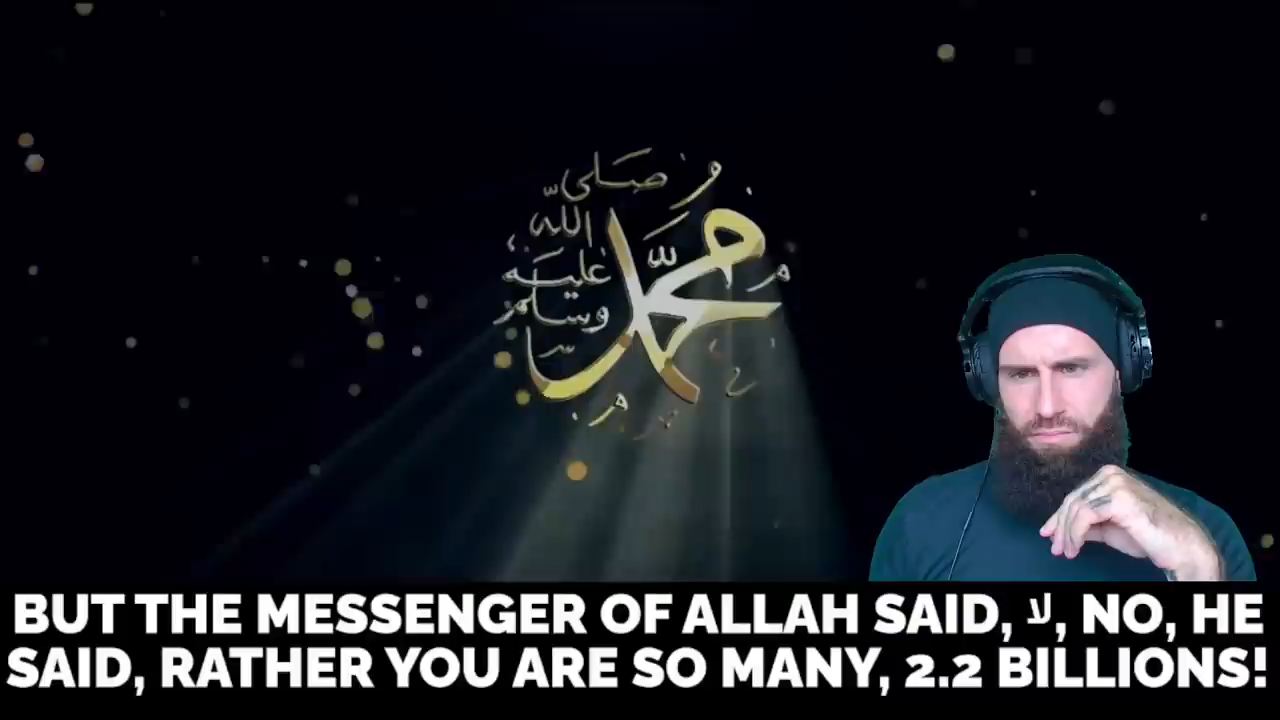 صلى
الله
عليه
وسلم
محمد
BUT THE MESSENGER OF ALLAH SAID, لا, NO, HE
SAID, RATHER YOU ARE SO MANY, 2.2 BILLIONS!